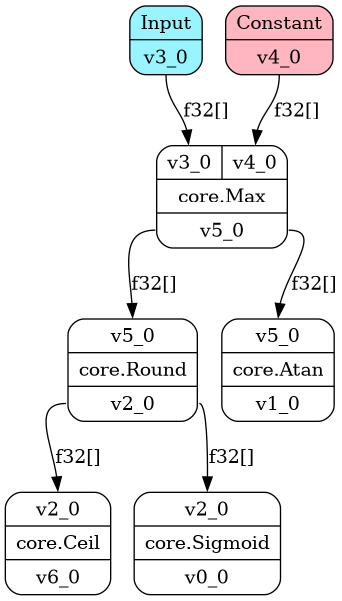 Input
v3_0
Constant
v4_0
f32[]
f32[]
v3_0 v4_0
core.Max
v5_0
f32[]
f32[]
v5_0
core.Round
v2_0
v5_0
core.Atan
v1_0
f32[]
f32[]
v2_0
core.Ceil
v6_0
v2_0
core.Sigmoid
v0_0